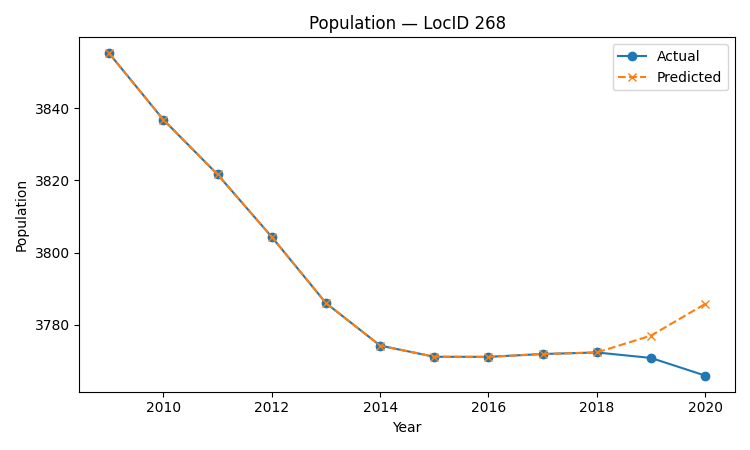 Population — LocID 268
Actual
Predicted
Population
3840
3820
3800
3780
2010 2012 2014 2016 2018 2020
Year